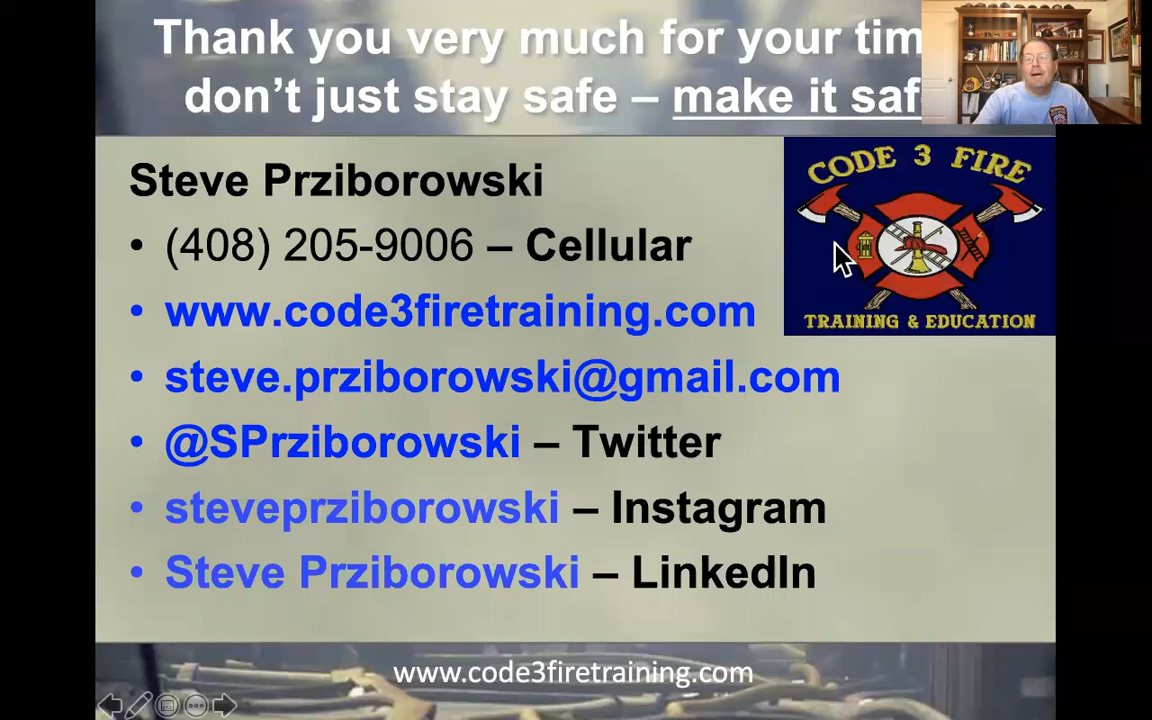 Thank you very much for your tim
don't just stay safe – make it saf
Steve Prziborowski
• (408) 205-9006 – Cellular
• www.code3firetraining.com
• steve.prziborowski@gmail.com
• @SPrziborowski – Twitter
• steveprziborowski – Instagram
• Steve Prziborowski – LinkedIn
CODE 3 FIRE
TRAINING & EDUCATION
www.code3firetraining.com